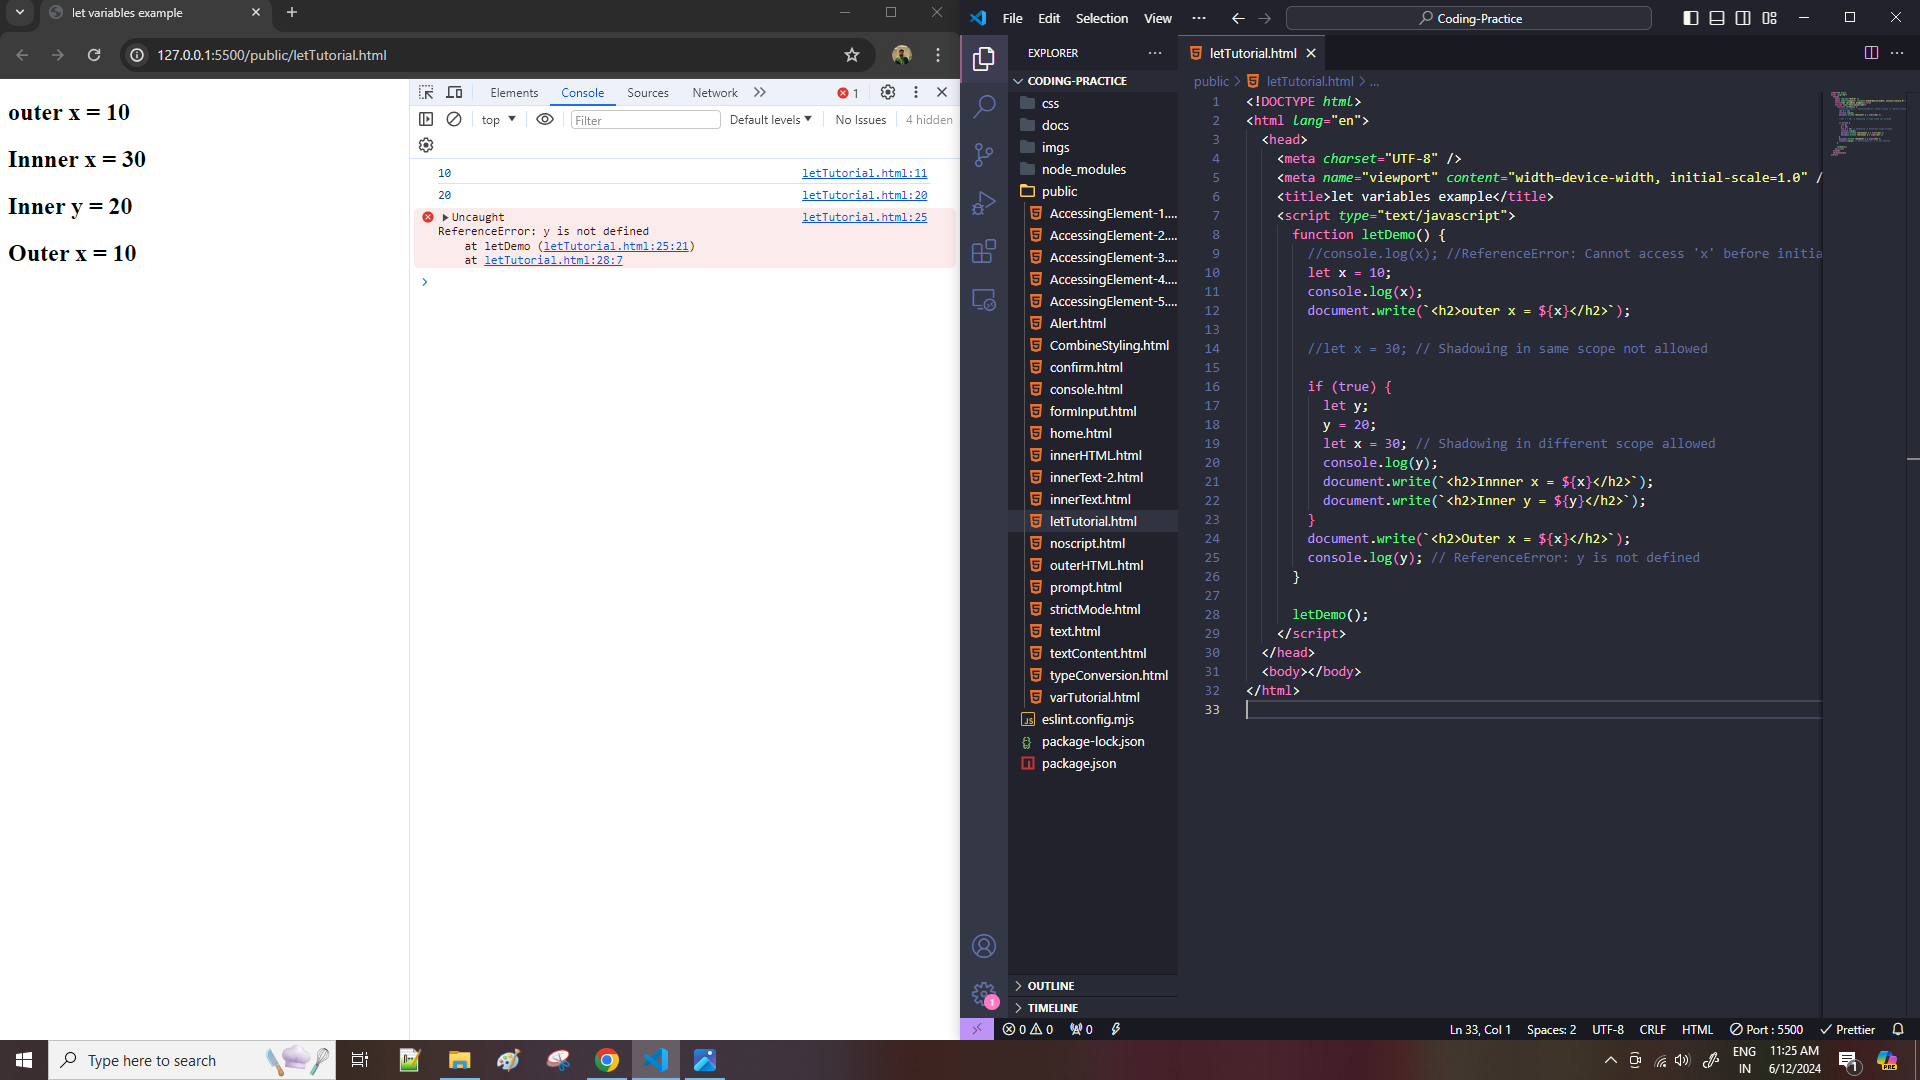 let variables example
127.0.0.1:5500/public/letTutorial.html
outer x = 10
Innner x = 30
Inner y = 20
Outer x = 10
Elements Console Sources Network 1
top Filter Default levels No Issues 4 hidden
10 letTutorial.html:11
20 letTutorial.html:20
Uncaught letTutorial.html:25
ReferenceError: y is not defined
at letDemo (letTutorial.html:25:21)
at letTutorial.html:28:7
File Edit Selection View Coding-Practice
EXPLORER
CODING-PRACTICE
css
docs
imgs
node_modules
public
AccessingElement-1....
AccessingElement-2....
AccessingElement-3....
AccessingElement-4....
AccessingElement-5....
Alert.html
CombineStyling.html
confirm.html
console.html
formInput.html
home.html
innerHTML.html
innerText-2.html
innerText.html
letTutorial.html
noscript.html
outerHTML.html
prompt.html
strictMode.html
text.html
textContent.html
typeConversion.html
varTutorial.html
eslint.config.mjs
package-lock.json
package.json
OUTLINE
TIMELINE
letTutorial.html
public > letTutorial.html > ...
1 <!DOCTYPE html>
2 <html lang="en">
3 <head>
4 <meta charset="UTF-8" />
5 <meta name="viewport" content="width=device-width, initial-scale=1.0" /
6 <title>let variables example</title>
7 <script type="text/javascript">
8 function letDemo() {
9 //console.log(x); //ReferenceError: Cannot access 'x' before initia
10 let x = 10;
11 console.log(x);
12 document.write(`<h2>outer x = ${x}</h2>`);
13
14 //let x = 30; // Shadowing in same scope not allowed
15
16 if (true) {
17 let y;
18 y = 20;
19 let x = 30; // Shadowing in different scope allowed
20 console.log(y);
21 document.write(`<h2>Innner x = ${x}</h2>`);
22 document.write(`<h2>Inner y = ${y}</h2>`);
23 }
24 document.write(`<h2>Outer x = ${x}</h2>`);
25 console.log(y); // ReferenceError: y is not defined
26 }
27
28 letDemo();
29 </script>
30 </head>
31 <body></body>
32 </html>
33
1
0 0 0 Ln 33, Col 1 Spaces: 2 UTF-8 CRLF HTML Port : 5500 Prettier
Type here to search
ENG
IN
11:25 AM
6/12/2024
1
PRE